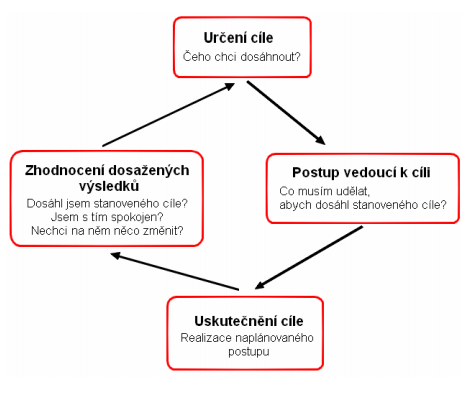 Určení cíle
Čeho chci dosáhnout?
Zhodnocení dosažených
výsledků
Dosáhl jsem stanoveného cíle?
Jsem s tím spokojen?
Nechci na něm něco změnit?
Postup vedoucí k cíli
Co musím udělat,
abych dosáhl stanoveného cíle?
Uskutečnění cíle
Realizace naplánovaného
postupu